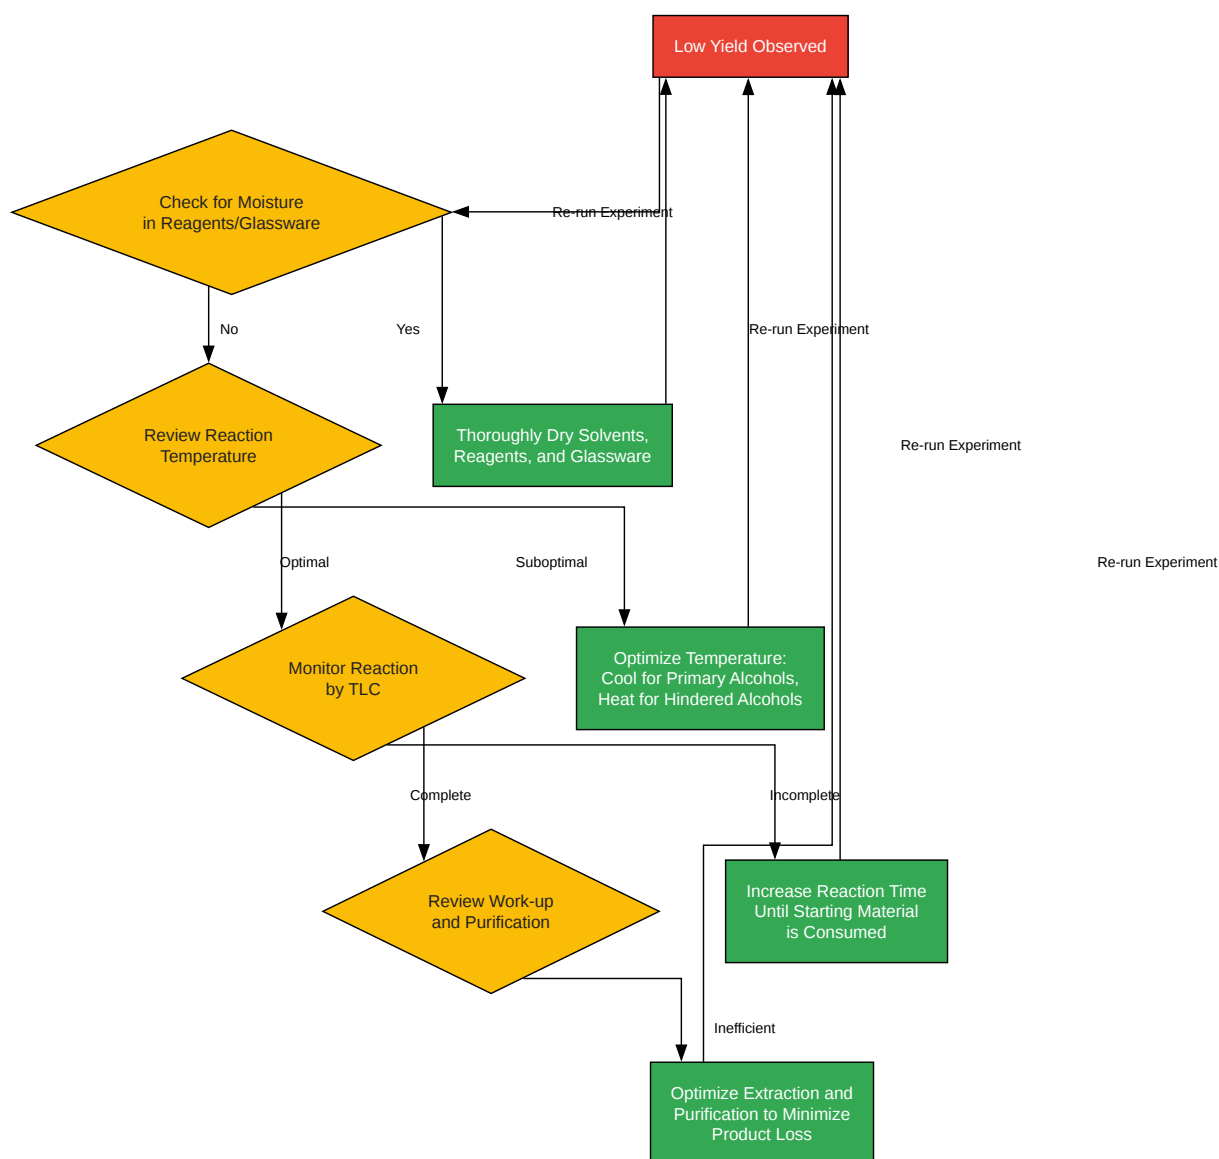 Low Yield Observed
Check for Moisture
in Reagents/Glassware
Re-run Experiment
No
Yes
Re-run Experiment
Review Reaction
Temperature
Thoroughly Dry Solvents,
Reagents, and Glassware
Re-run Experiment
Optimal
Suboptimal
Re-run Experiment
Monitor Reaction
by TLC
Optimize Temperature:
Cool for Primary Alcohols,
Heat for Hindered Alcohols
Complete
Incomplete
Review Work-up
and Purification
Increase Reaction Time
Until Starting Material
is Consumed
Inefficient
Optimize Extraction and
Purification to Minimize
Product Loss